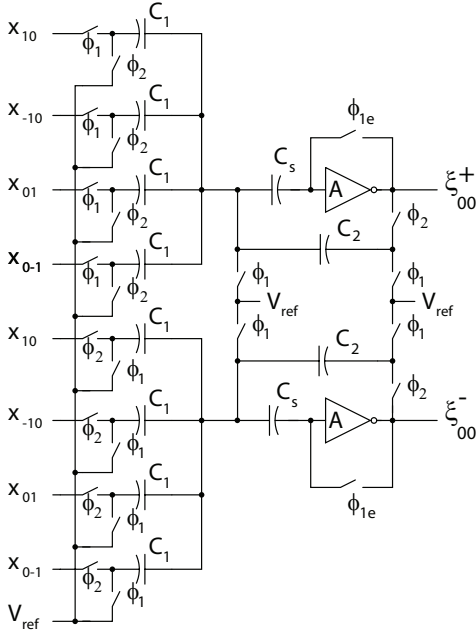 x10 ϕ1 C1
ϕ2
x-10 ϕ1 C1
ϕ2
x01 ϕ1 C1
ϕ2
x0-1 ϕ1 C1
ϕ2
x10 ϕ2 C1
ϕ1
x-10 ϕ2 C1
ϕ1
x01 ϕ2 C1
ϕ1
x0-1 ϕ2 C1
ϕ1
Vref
ϕ1e
Cs A ξ00+
ϕ2
C2
ϕ1 ϕ1
Vref Vref
ϕ1 ϕ1
C2
ϕ2
Cs A ξ00-
ϕ1e